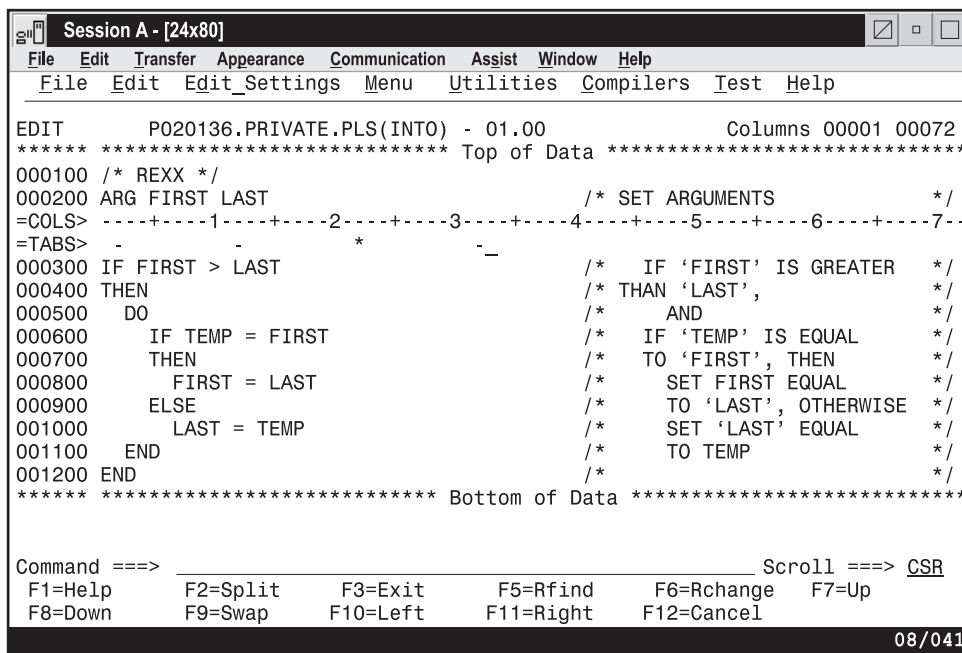 Session A - [24x80]
File Edit Transfer Appearance Communication Assist Window Help
File Edit Edit_Settings Menu Utilities Compilers Test Help
EDIT P020136.PRIVATE.PLS(INTO) - 01.00 Columns 00001 00072
****** ***************************** Top of Data ******************************
000100 /* REXX */
000200 ARG FIRST LAST /* SET ARGUMENTS */
=COLS> ----+----1----+----2----+----3----+----4----+----5----+----6----+----7--
=TABS> - - * -_
000300 IF FIRST > LAST /* IF ‘FIRST’ IS GREATER */
000400 THEN /* THAN ‘LAST’, */
000500 DO /* AND */
000600 IF TEMP = FIRST /* IF ‘TEMP’ IS EQUAL */
000700 THEN /* TO ‘FIRST’, THEN */
000800 FIRST = LAST /* SET FIRST EQUAL */
000900 ELSE /* TO ‘LAST’, OTHERWISE */
001000 LAST = TEMP /* SET ‘LAST’ EQUAL */
001100 END /* TO TEMP */
001200 END /* */
****** **************************** Bottom of Data ****************************
Command ===> ________________________________________________ Scroll ===> CSR
F1=Help F2=Split F3=Exit F5=Rfind F6=Rchange F7=Up
F8=Down F9=Swap F10=Left F11=Right F12=Cancel
08/041